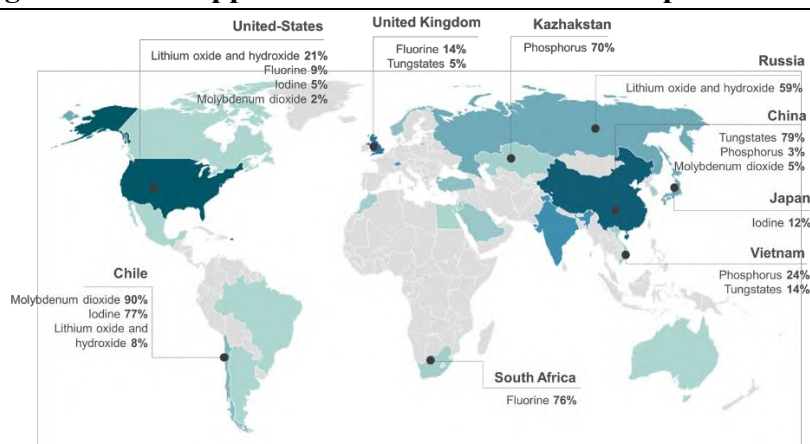 United-States
Lithium oxide and hydroxide 21%
Fluorine 9%
Iodine 5%
Molybdenum dioxide 2%
United Kingdom
Fluorine 14%
Tungstates 5%
Kazhakstan
Phosphorus 70%
Russia
Lithium oxide and hydroxide 59%
China
Tungstates 79%
Phosphorus 3%
Molybdenum dioxide 5%
Japan
Iodine 12%
Vietnam
Phosphorus 24%
Tungstates 14%
Chile
Molybdenum dioxide 90%
Iodine 77%
Lithium oxide and
hydroxide 8%
South Africa
Fluorine 76%